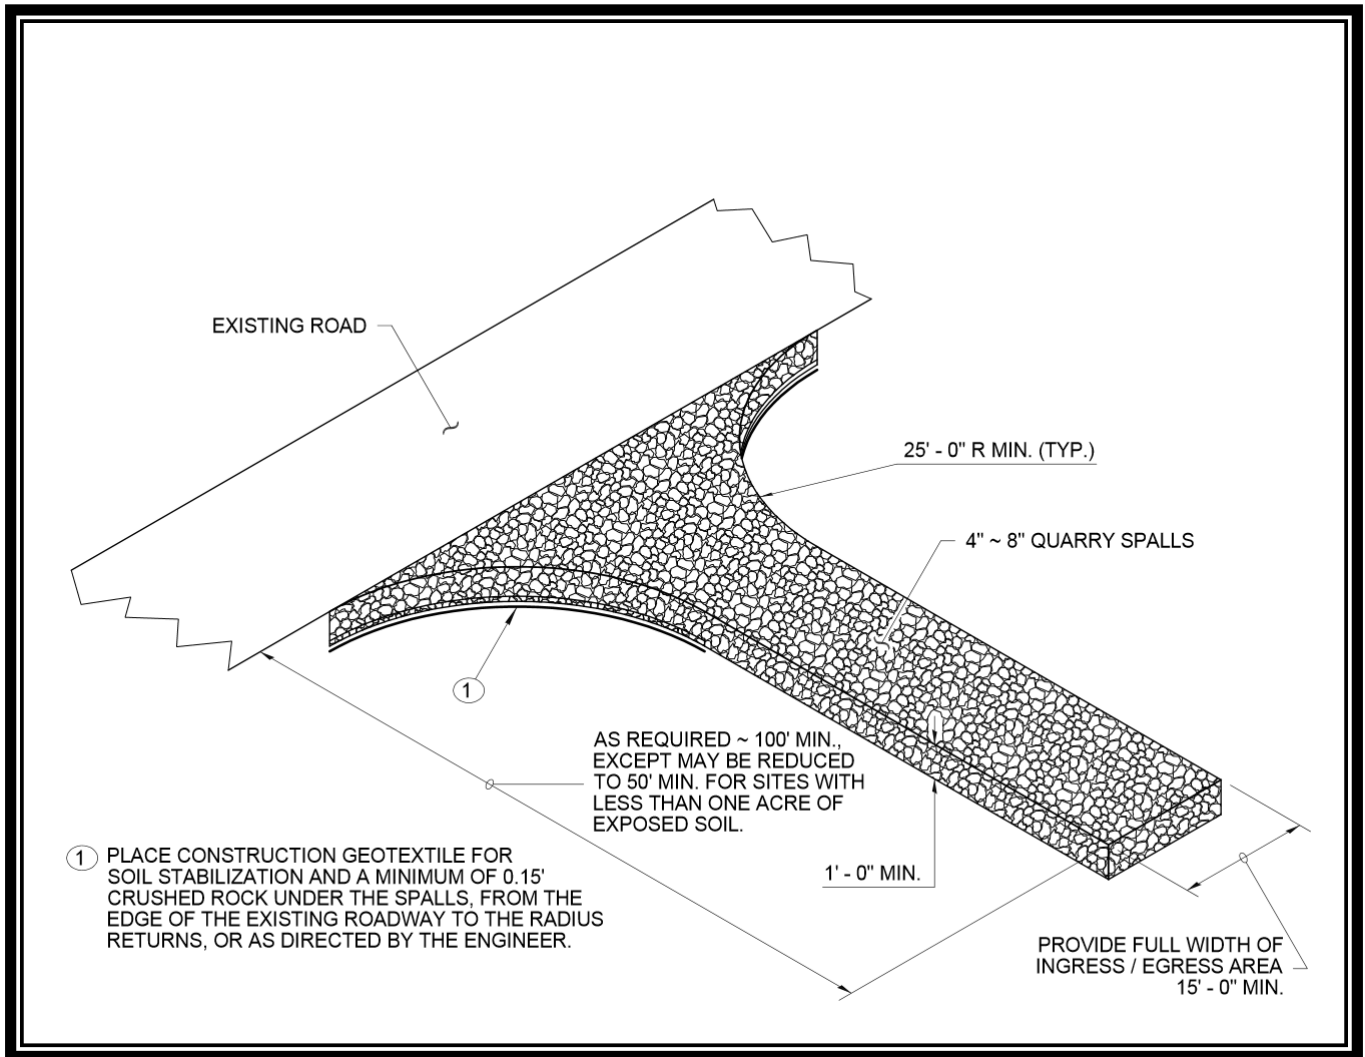 EXISTING ROAD
25' - 0" R MIN. (TYP.)
4" ~ 8" QUARRY SPALLS
1
AS REQUIRED ~ 100' MIN.,
EXCEPT MAY BE REDUCED
TO 50' MIN. FOR SITES WITH
LESS THAN ONE ACRE OF
EXPOSED SOIL.
1' - 0" MIN.
1 PLACE CONSTRUCTION GEOTEXTILE FOR
SOIL STABILIZATION AND A MINIMUM OF 0.15'
CRUSHED ROCK UNDER THE SPALLS, FROM THE
EDGE OF THE EXISTING ROADWAY TO THE RADIUS
RETURNS, OR AS DIRECTED BY THE ENGINEER.
PROVIDE FULL WIDTH OF
INGRESS / EGRESS AREA
15' - 0" MIN.